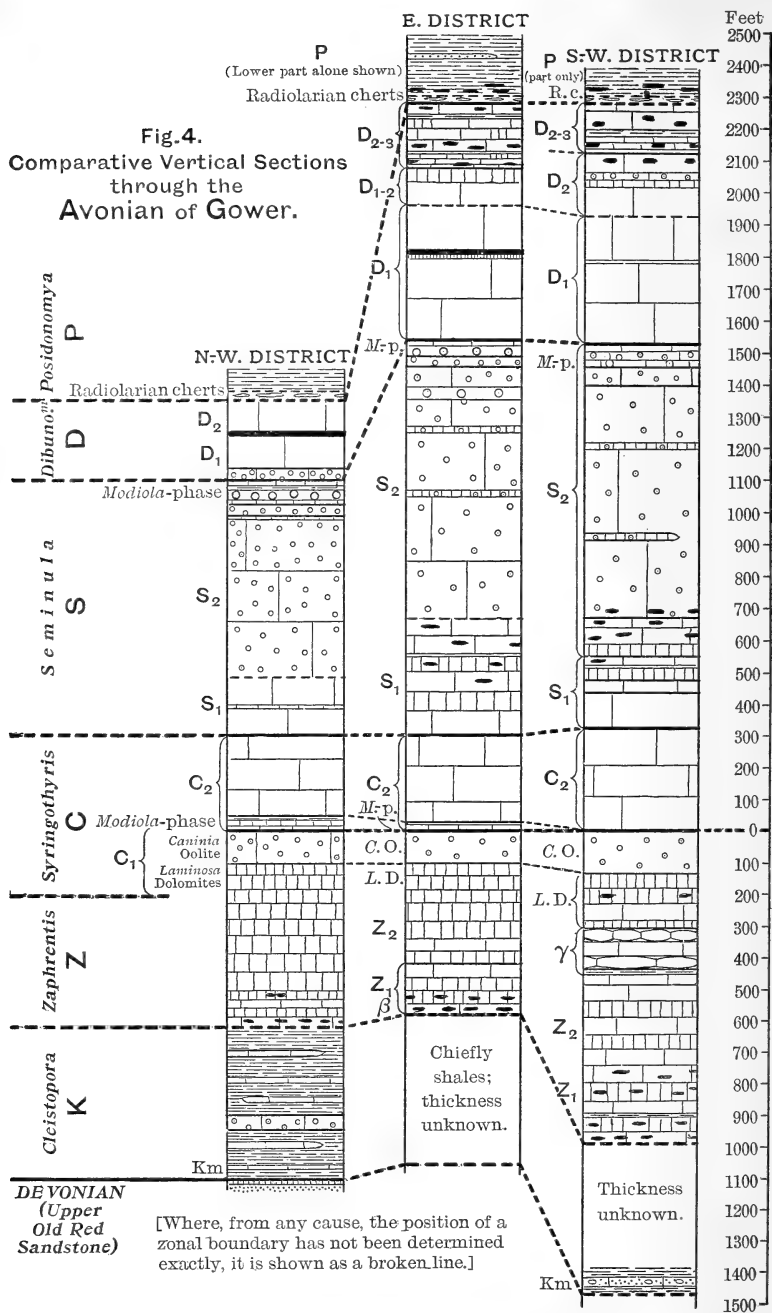 E. DISTRICT
Feet
2500
2400
2300
2200
2100
2000
1900
1800
1700
1600
1500
1400
1300
1200
1100
1000
900
800
700
600
500
400
300
200
100
0
100
200
300
400
500
600
700
800
900
1000
1100
1200
1300
1400
1500
P
(Lower part alone shown)
Radiolarian cherts
P
(part only)
S.-W. DISTRICT
R.c.
Fig. 4.
Comparative Vertical Sections
through the
Avonian of Gower.
D2-3
D1-2
D1
M.-p.
S2
S1
C2
M.-p.
C.O.
L.D.
Z2
Z1
β
Chiefly
shales;
thickness
unknown.
D2-3
D2
D1
M.-p.
S2
S1
C2
C.O.
L.D.
γ
Z2
Z1
Thickness
unknown.
Km
N.-W. DISTRICT
Radiolarian cherts
D2
D1
Modiola-phase
S2
S1
C2
Modiola-phase
C1
Caninia
Oolite
Laminosa
Dolomites
Km
Posidonomya
P
Dibuno.m
D
Seminula
S
Syringothyris
C
Zaphrentis
Z
Cleistopora
K
DEVONIAN
(Upper
Old Red
Sandstone)
[Where, from any cause, the position of a
zonal boundary has not been determined
exactly, it is shown as a broken line.]